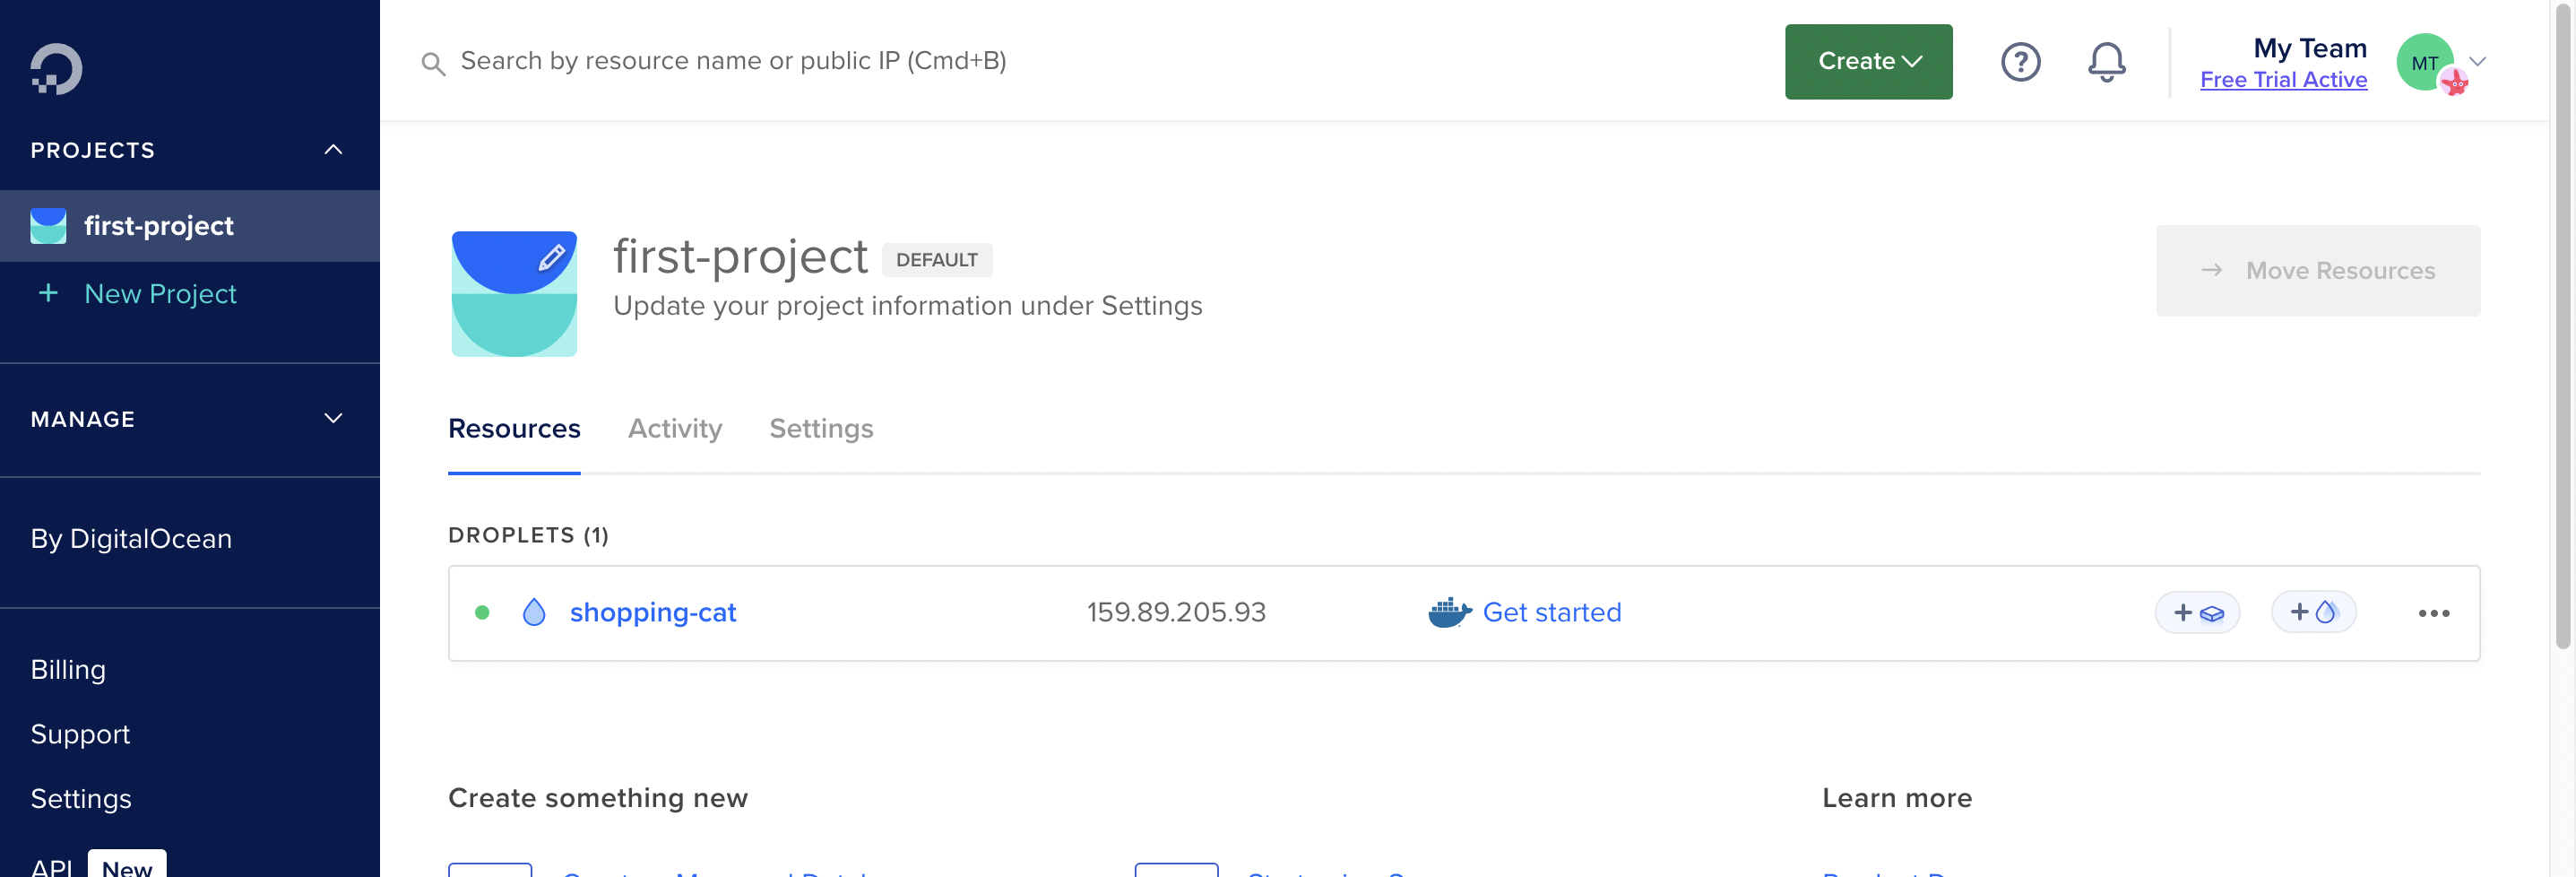 PROJECTS
first-project
+ New Project
MANAGE
By DigitalOcean
Billing
Support
Settings
API New
Search by resource name or public IP (Cmd+B)
Create
?
My Team
Free Trial Active
MT
first-project DEFAULT
Update your project information under Settings
→ Move Resources
Resources Activity Settings
DROPLETS (1)
shopping-cat 159.89.205.93 Get started + + •••
Create something new
Learn more